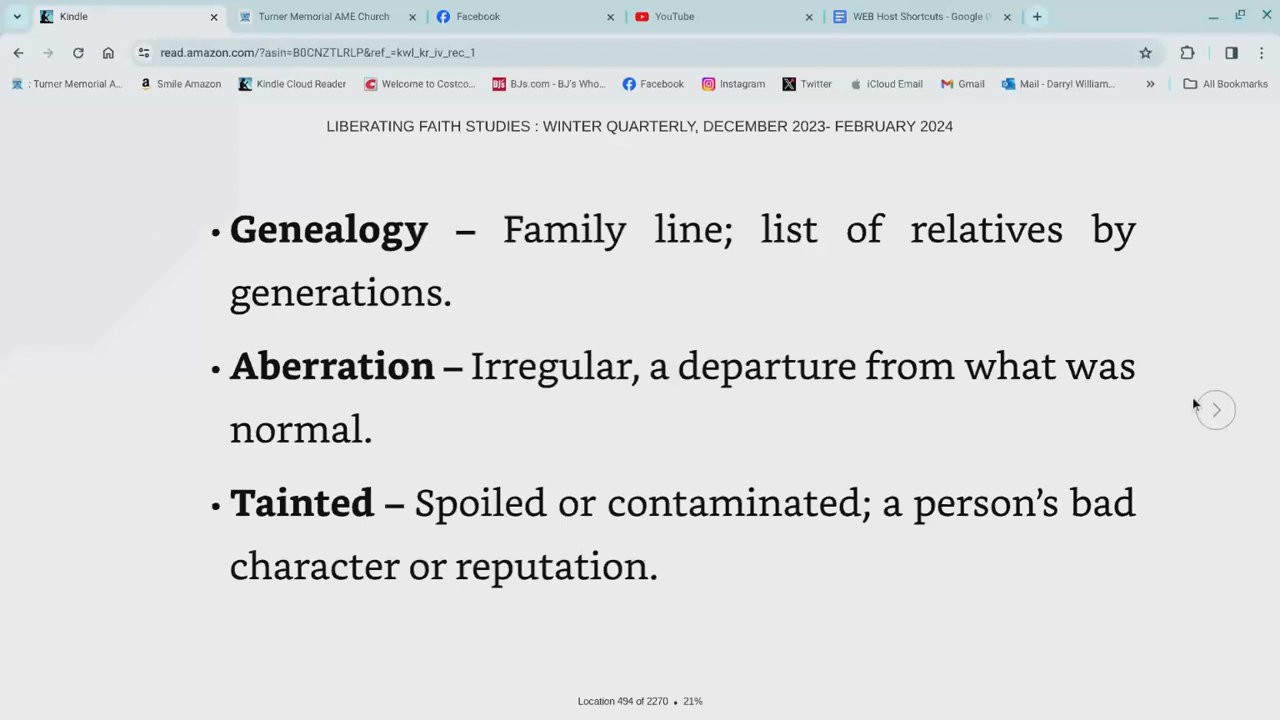 Kindle
Turner Memorial AME Church
Facebook
YouTube
WEB Host Shortcuts - Google D
read.amazon.com/?asin=B0CNZTLRLP&ref_=kwl_kr_iv_rec_1
: Turner Memorial A...
Smile Amazon
Kindle Cloud Reader
Welcome to Costco...
BJs.com - BJ's Who...
Facebook
Instagram
Twitter
iCloud Email
Gmail
Mail - Darryl William...
All Bookmarks
LIBERATING FAITH STUDIES : WINTER QUARTERLY, DECEMBER 2023- FEBRUARY 2024
• Genealogy – Family line; list of relatives by
generations.
• Aberration – Irregular, a departure from what was
normal.
• Tainted – Spoiled or contaminated; a person’s bad
character or reputation.
Location 494 of 2270 • 21%